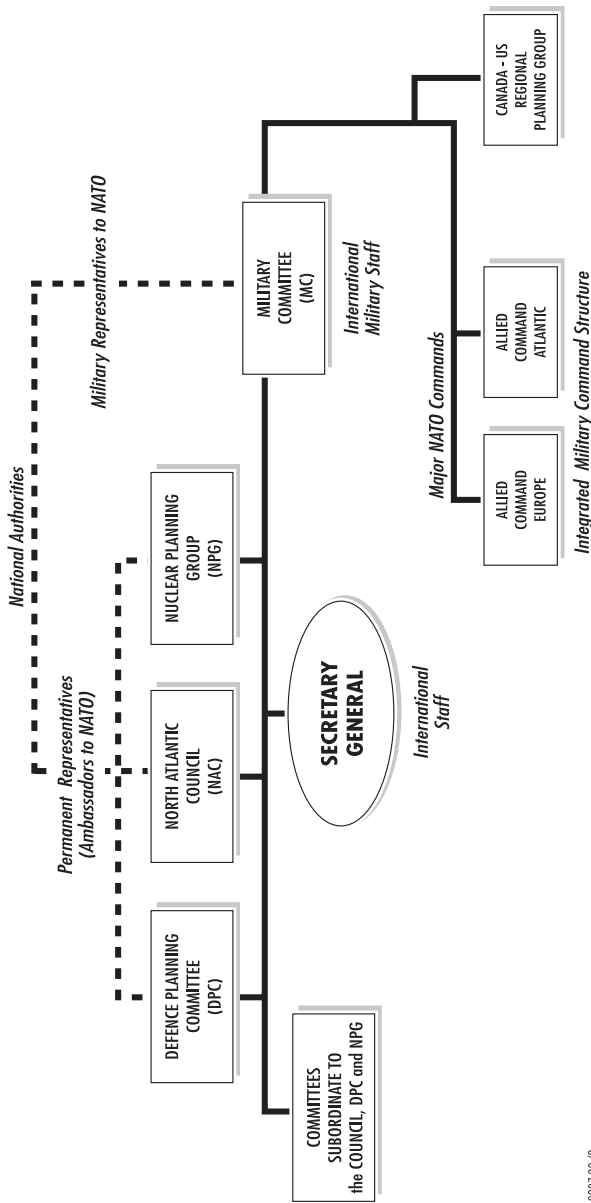 National Authorities
Military Representatives to NATO
Permanent Representatives
(Ambassadors to NATO)
DEFENCE PLANNING
COMMITTEE
(DPC)
NORTH ATLANTIC
COUNCIL
(NAC)
NUCLEAR PLANNING
GROUP
(NPG)
MILITARY
COMMITTEE
(MC)
International
Military Staff
COMMITTEES
SUBORDINATE TO
the COUNCIL, DPC and NPG
SECRETARY
GENERAL
International
Staff
Major NATO Commands
ALLIED
COMMAND
EUROPE
ALLIED
COMMAND
ATLANTIC
CANADA - US
REGIONAL
PLANNING GROUP
Integrated Military Command Structure